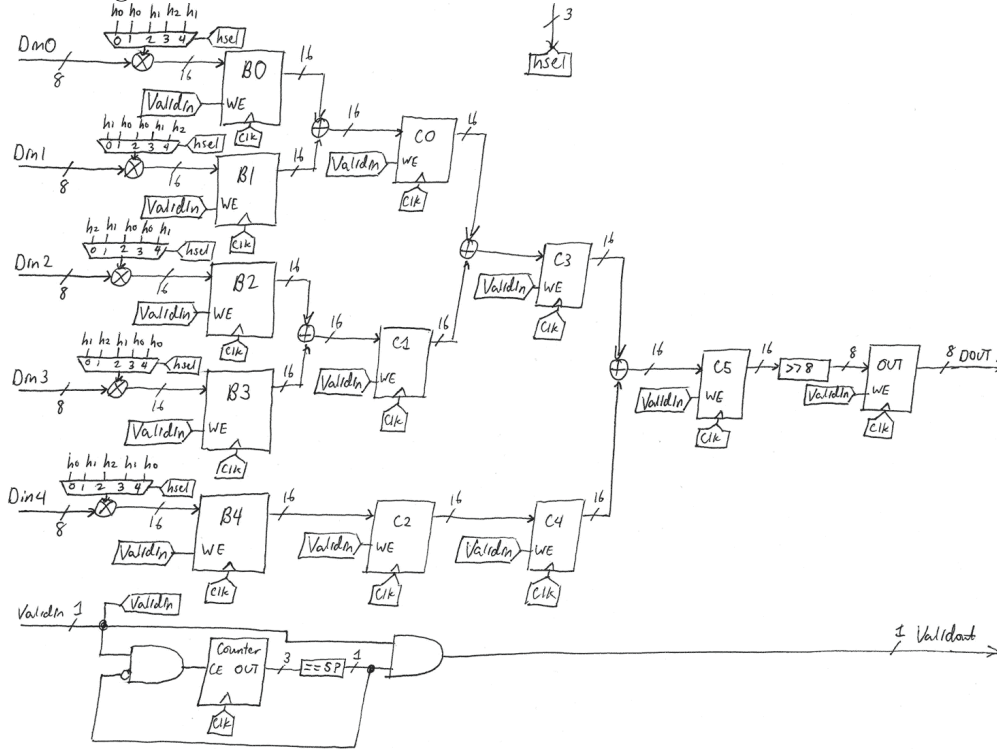 h0 h0 h1 h2 h1
0 1 2 3 4
hsel
3
hsel
Din0
8
16
B0
WE
Validin
Clk
16
h1 h0 h0 h1 h2
0 1 2 3 4
hsel
Din1
8
16
B1
WE
Validin
Clk
16
16
C0
WE
Validin
Clk
16
h2 h1 h0 h0 h1
0 1 2 3 4
hsel
Din2
8
16
B2
WE
Validin
Clk
16
C3
WE
Validin
Clk
16
h1 h2 h1 h0 h0
0 1 2 3 4
hsel
Din3
8
16
B3
WE
Validin
Clk
16
16
C1
WE
Validin
Clk
16
16
C5
WE
Validin
Clk
16
>>8
8
OUT
WE
Validin
Clk
8
DOUT
h0 h1 h2 h1 h0
0 1 2 3 4
hsel
Din4
8
16
B4
WE
Validin
Clk
16
C2
WE
Validin
Clk
16
C4
WE
Validin
Clk
16
Validin
1
Validin
Counter
CE OUT
Clk
3
==5P
1
1
Validout